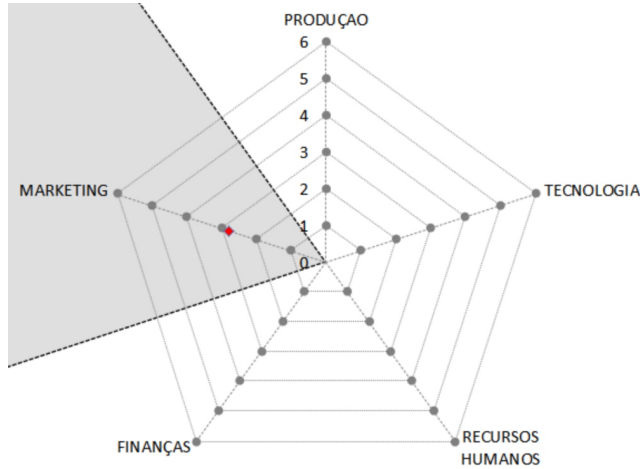 PRODUÇAO
6
5
4
3
2
1
0
MARKETING
TECNOLOGIA
FINANÇAS
RECURSOS
HUMANOS